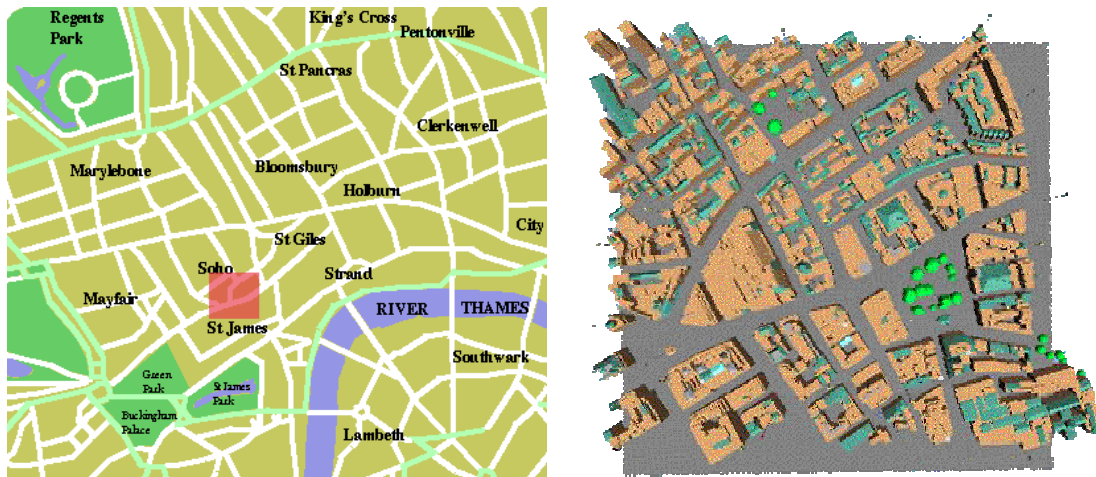 Regents
Park
King's Cross
Pentonville
St Pancras
Clerkenwell
Marylebone
Bloomsbury
Holburn
City
St Giles
Soho
Strand
Mayfair
RIVER THAMES
St James
Southwark
Green
Park
St James
Park
Buckingham
Palace
Lambeth